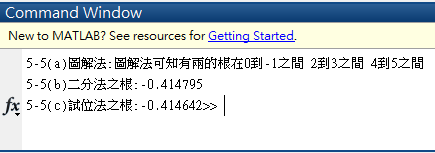 Command Window
New to MATLAB? See resources for Getting Started.
5-5(a)圖解法:圖解法可知有兩的根在0到-1之間 2到3之間 4到5之間
5-5(b)二分法之根:-0.414795
fx 5-5(c)試位法之根:-0.414642>>